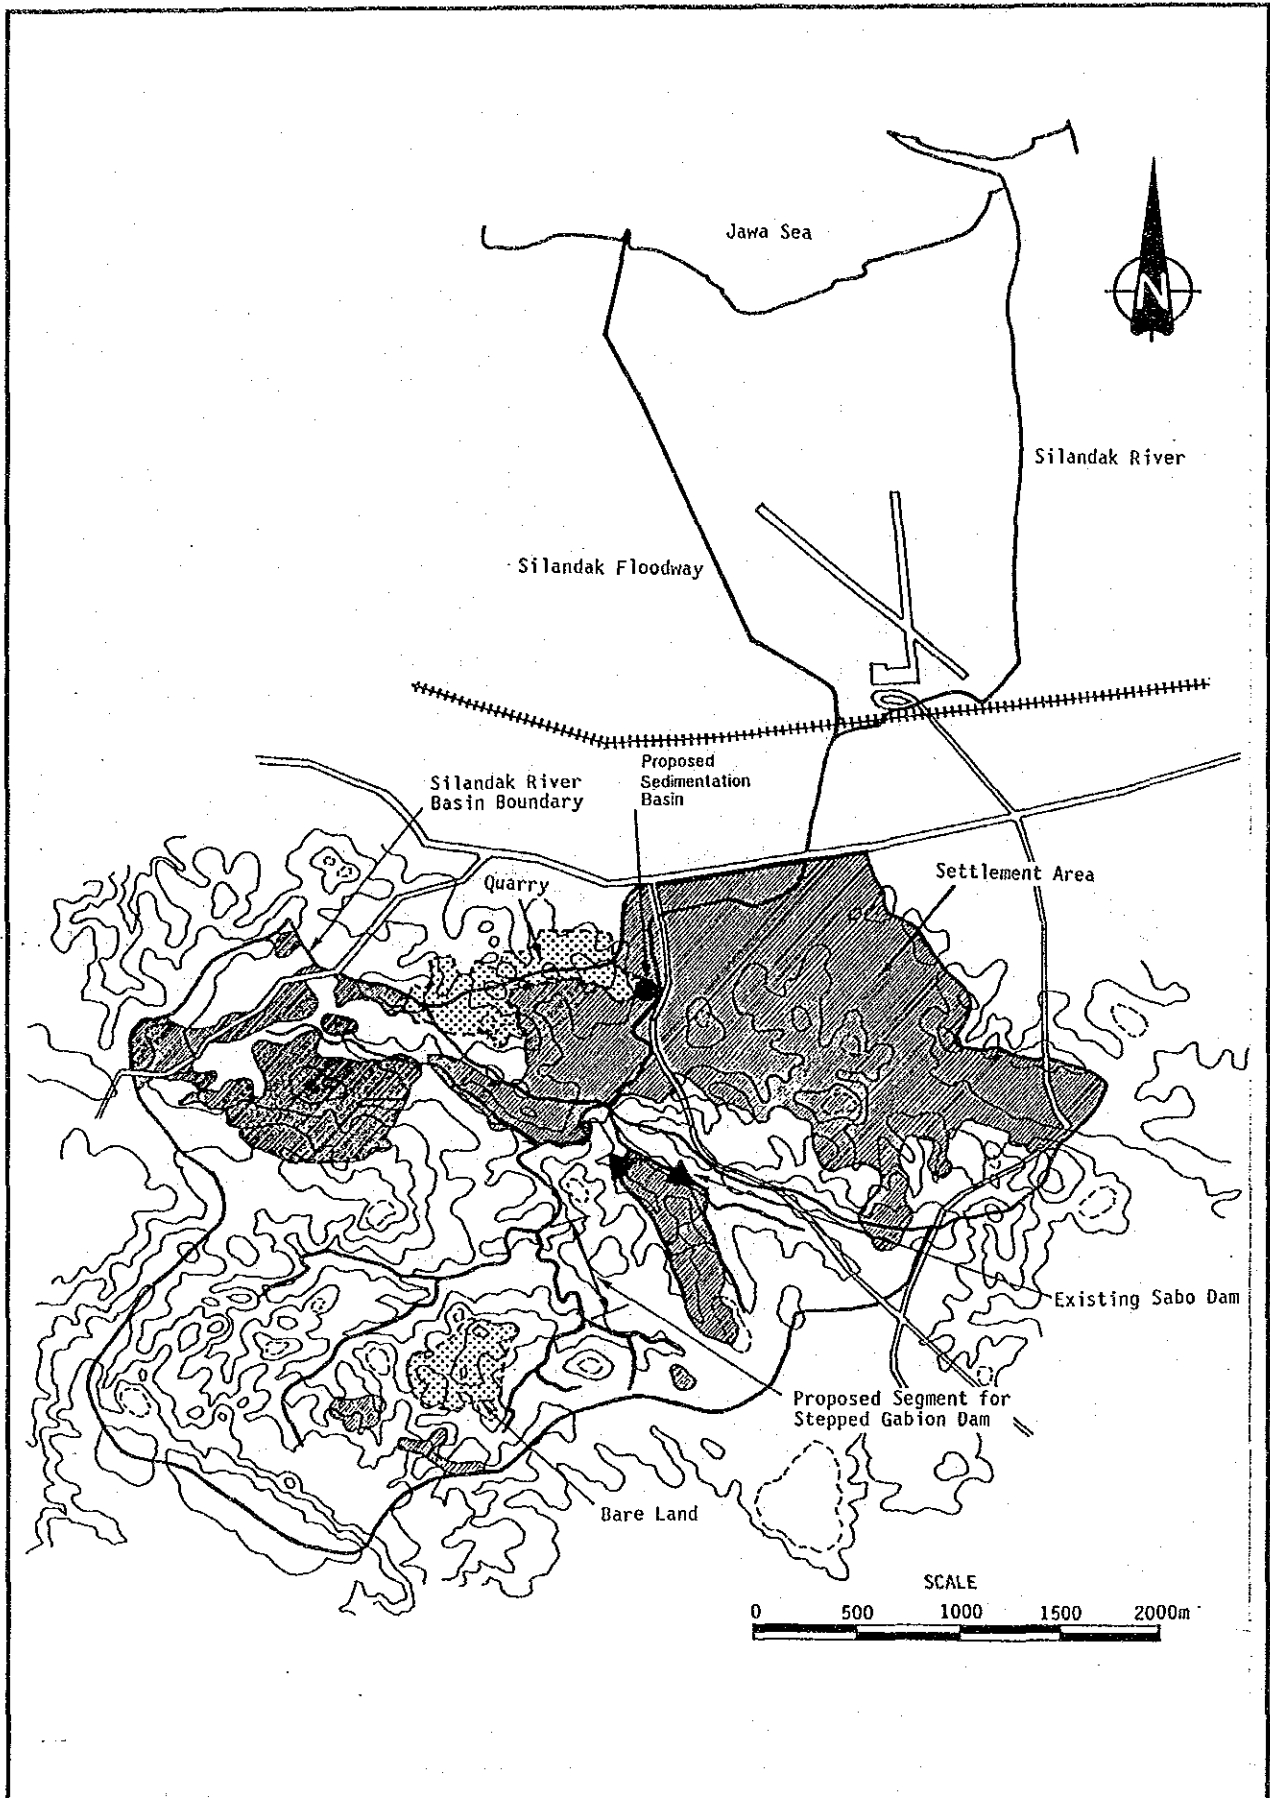 Jawa Sea
N
Silandak River
Silandak Floodway
Proposed
Sedimentation
Basin
Silandak River
Basin Boundary
Quarry
Settlement Area
Existing Sabo Dam
Proposed Segment for
Stepped Gabion Dam
Bare Land
SCALE
0 500 1000 1500 2000m